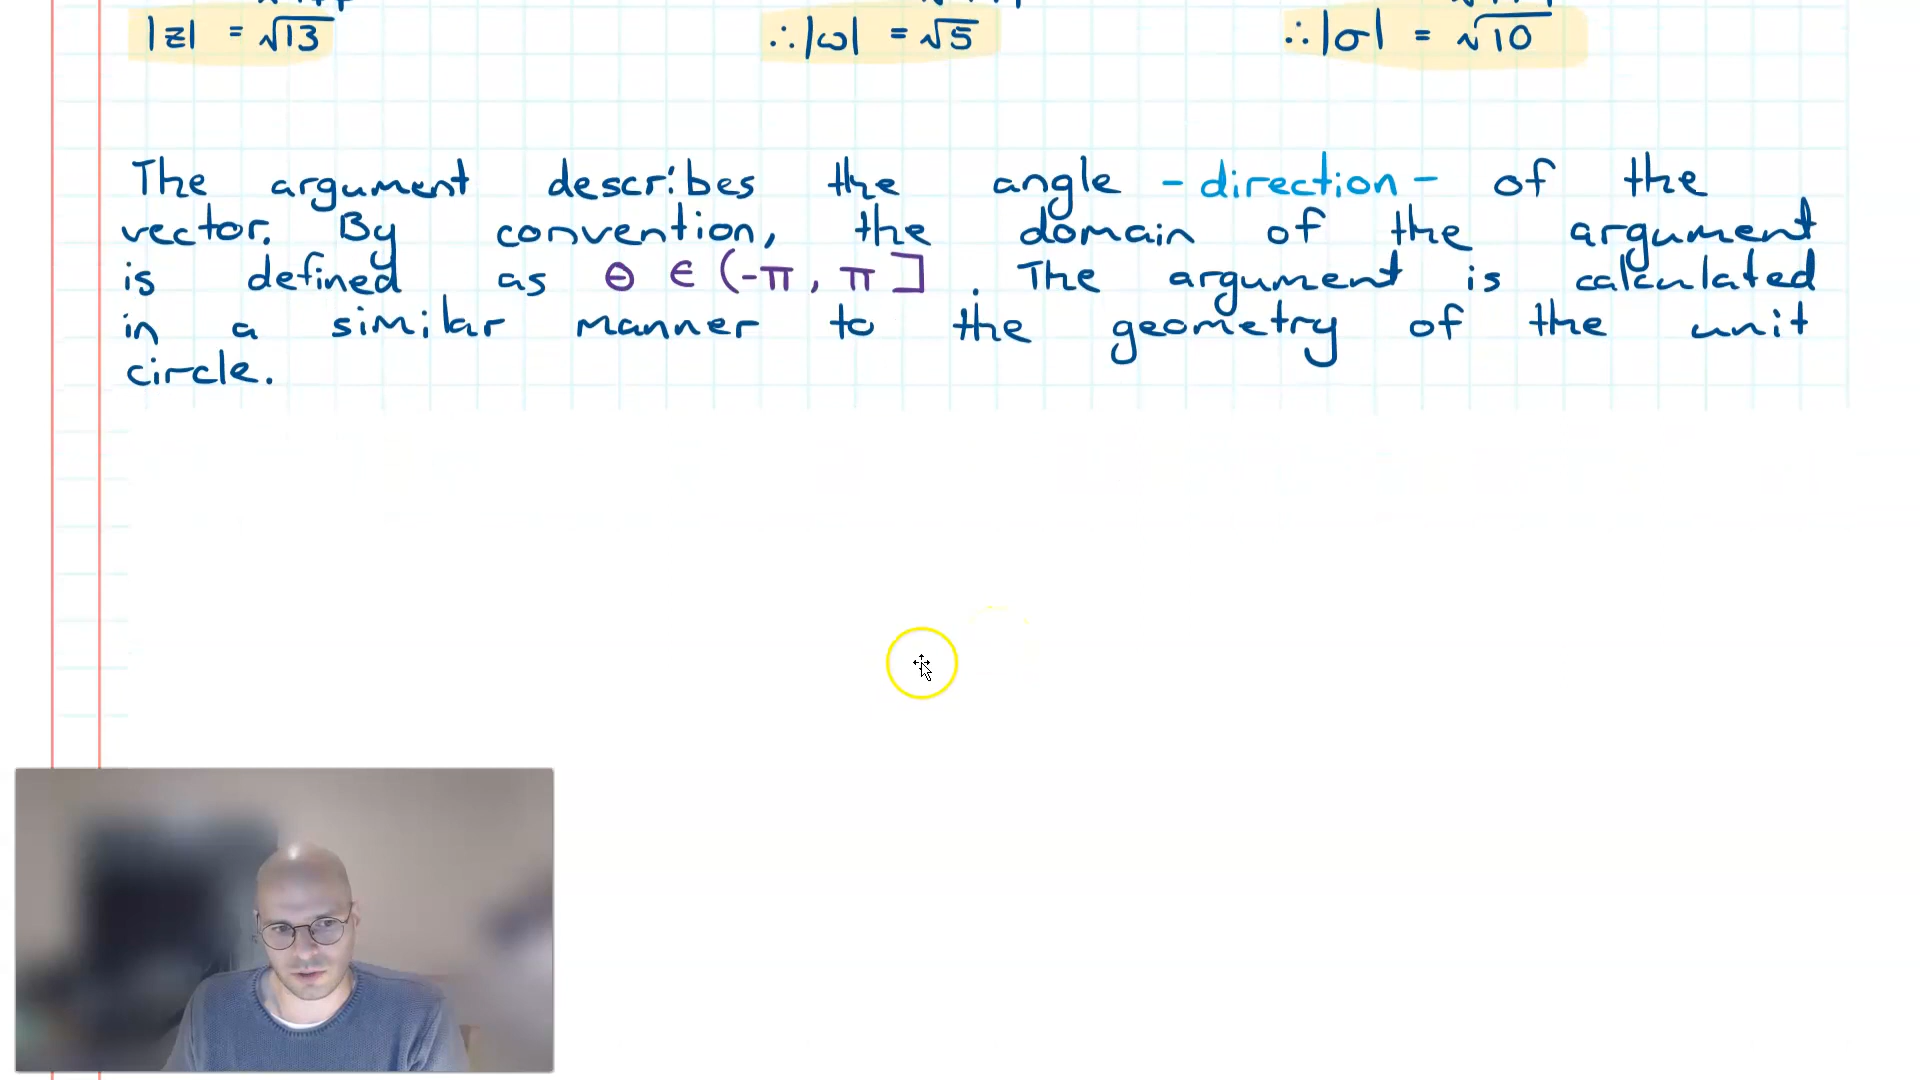 |z| = √13 ∴|ω| = √5 ∴|σ| = √10
The argument describes the angle - direction - of the
vector. By convention, the domain of the argument
is defined as θ ∈ (-π, π]. The argument is calculated
in a similar manner to the geometry of the unit
circle.